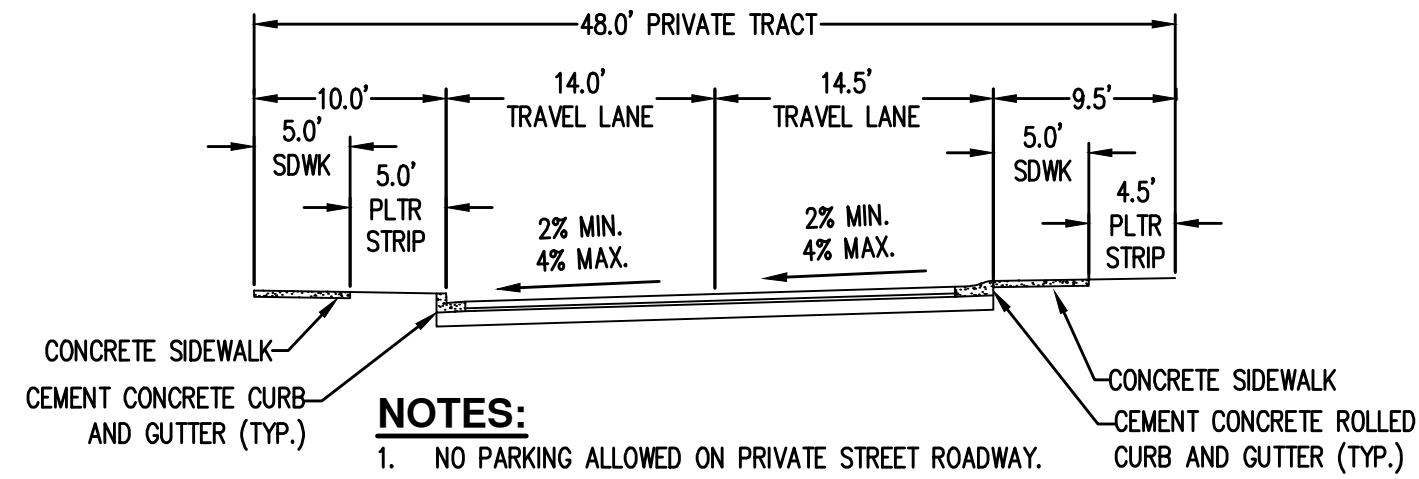 48.0' PRIVATE TRACT
10.0'
14.0'
TRAVEL LANE
14.5'
TRAVEL LANE
9.5'
5.0'
SDWK
5.0'
PLTR
STRIP
5.0'
SDWK
4.5'
PLTR
STRIP
2% MIN.
4% MAX.
2% MIN.
4% MAX.
CONCRETE SIDEWALK
CEMENT CONCRETE CURB
AND GUTTER (TYP.)
CONCRETE SIDEWALK
CEMENT CONCRETE ROLLED
CURB AND GUTTER (TYP.)
NOTES:
1. NO PARKING ALLOWED ON PRIVATE STREET ROADWAY.